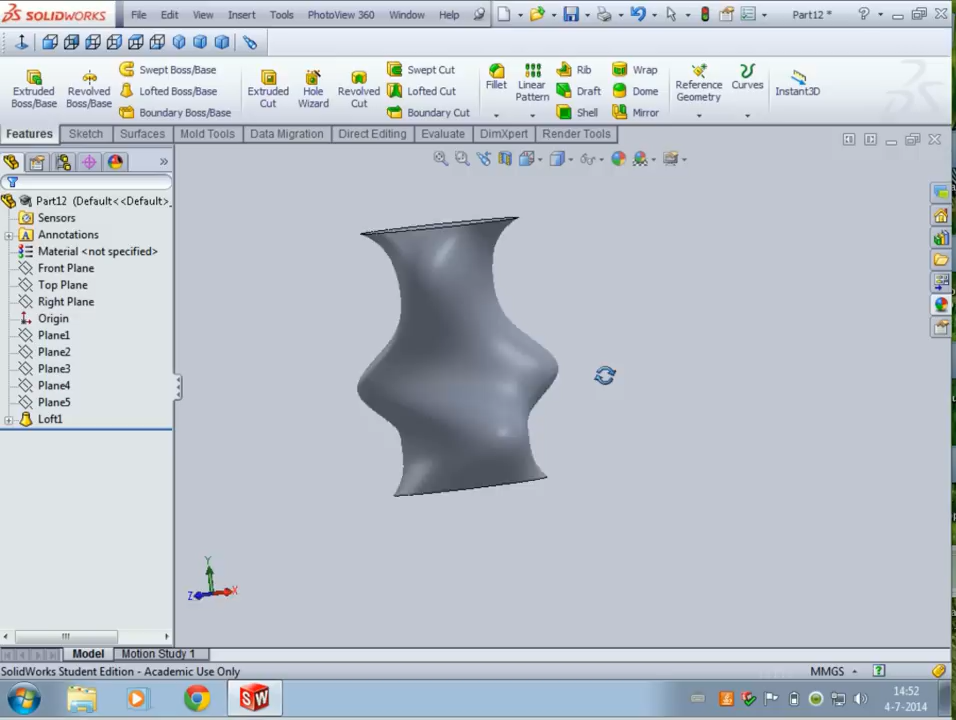 SOLIDWORKS File Edit View Insert Tools PhotoView 360 Window Help Part12 *
Extruded Boss/Base
Revolved Boss/Base
Swept Boss/Base
Lofted Boss/Base
Boundary Boss/Base
Extruded Cut
Hole Wizard
Revolved Cut
Swept Cut
Lofted Cut
Boundary Cut
Fillet
Linear Pattern
Rib
Draft
Shell
Wrap
Dome
Mirror
Reference Geometry
Curves
Instant3D
Features Sketch Surfaces Mold Tools Data Migration Direct Editing Evaluate DimXpert Render Tools
Part12 (Default<<Default>_
Sensors
Annotations
Material <not specified>
Front Plane
Top Plane
Right Plane
Origin
Plane1
Plane2
Plane3
Plane4
Plane5
Loft1
Y
Z X
Model Motion Study 1
SolidWorks Student Edition - Academic Use Only MMGS
14:52
4-7-2014